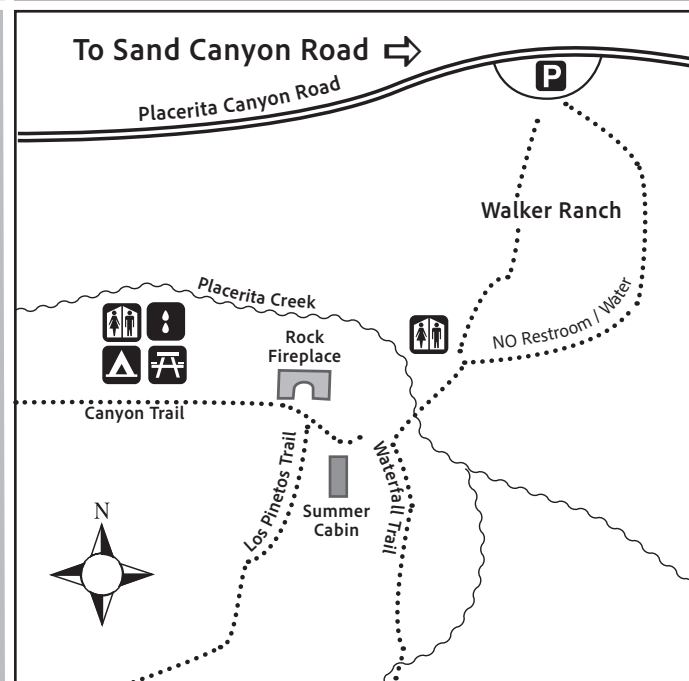 To Sand Canyon Road
Placerita Canyon Road
P
Walker Ranch
Placerita Creek
NO Restroom / Water
Rock
Fireplace
Canyon Trail
Los Pinetos Trail
Waterfall Trail
Summer
Cabin
N